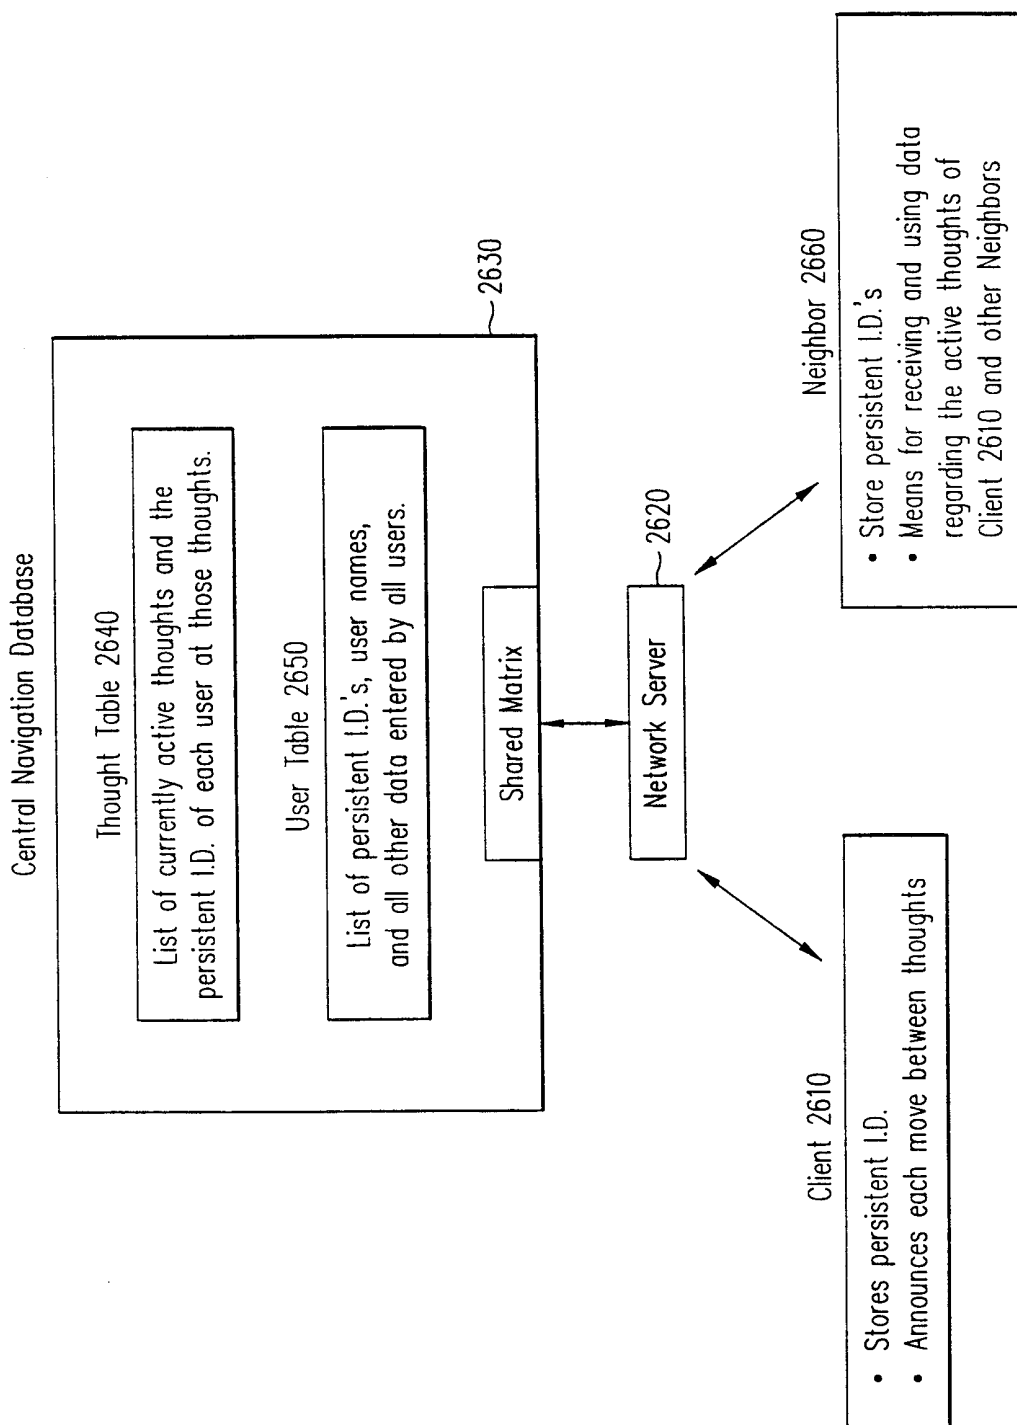 Central Navigation Database
Thought Table 2640
List of currently active thoughts and the
persistent I.D. of each user at those thoughts.
User Table 2650
List of persistent I.D.'s, user names,
and all other data entered by all users.
2630
Shared Matrix
Network Server
2620
Client 2610
• Stores persistent I.D.
• Announces each move between thoughts
Neighbor 2660
• Store persistent I.D.'s
• Means for receiving and using data
regarding the active thoughts of
Client 2610 and other Neighbors